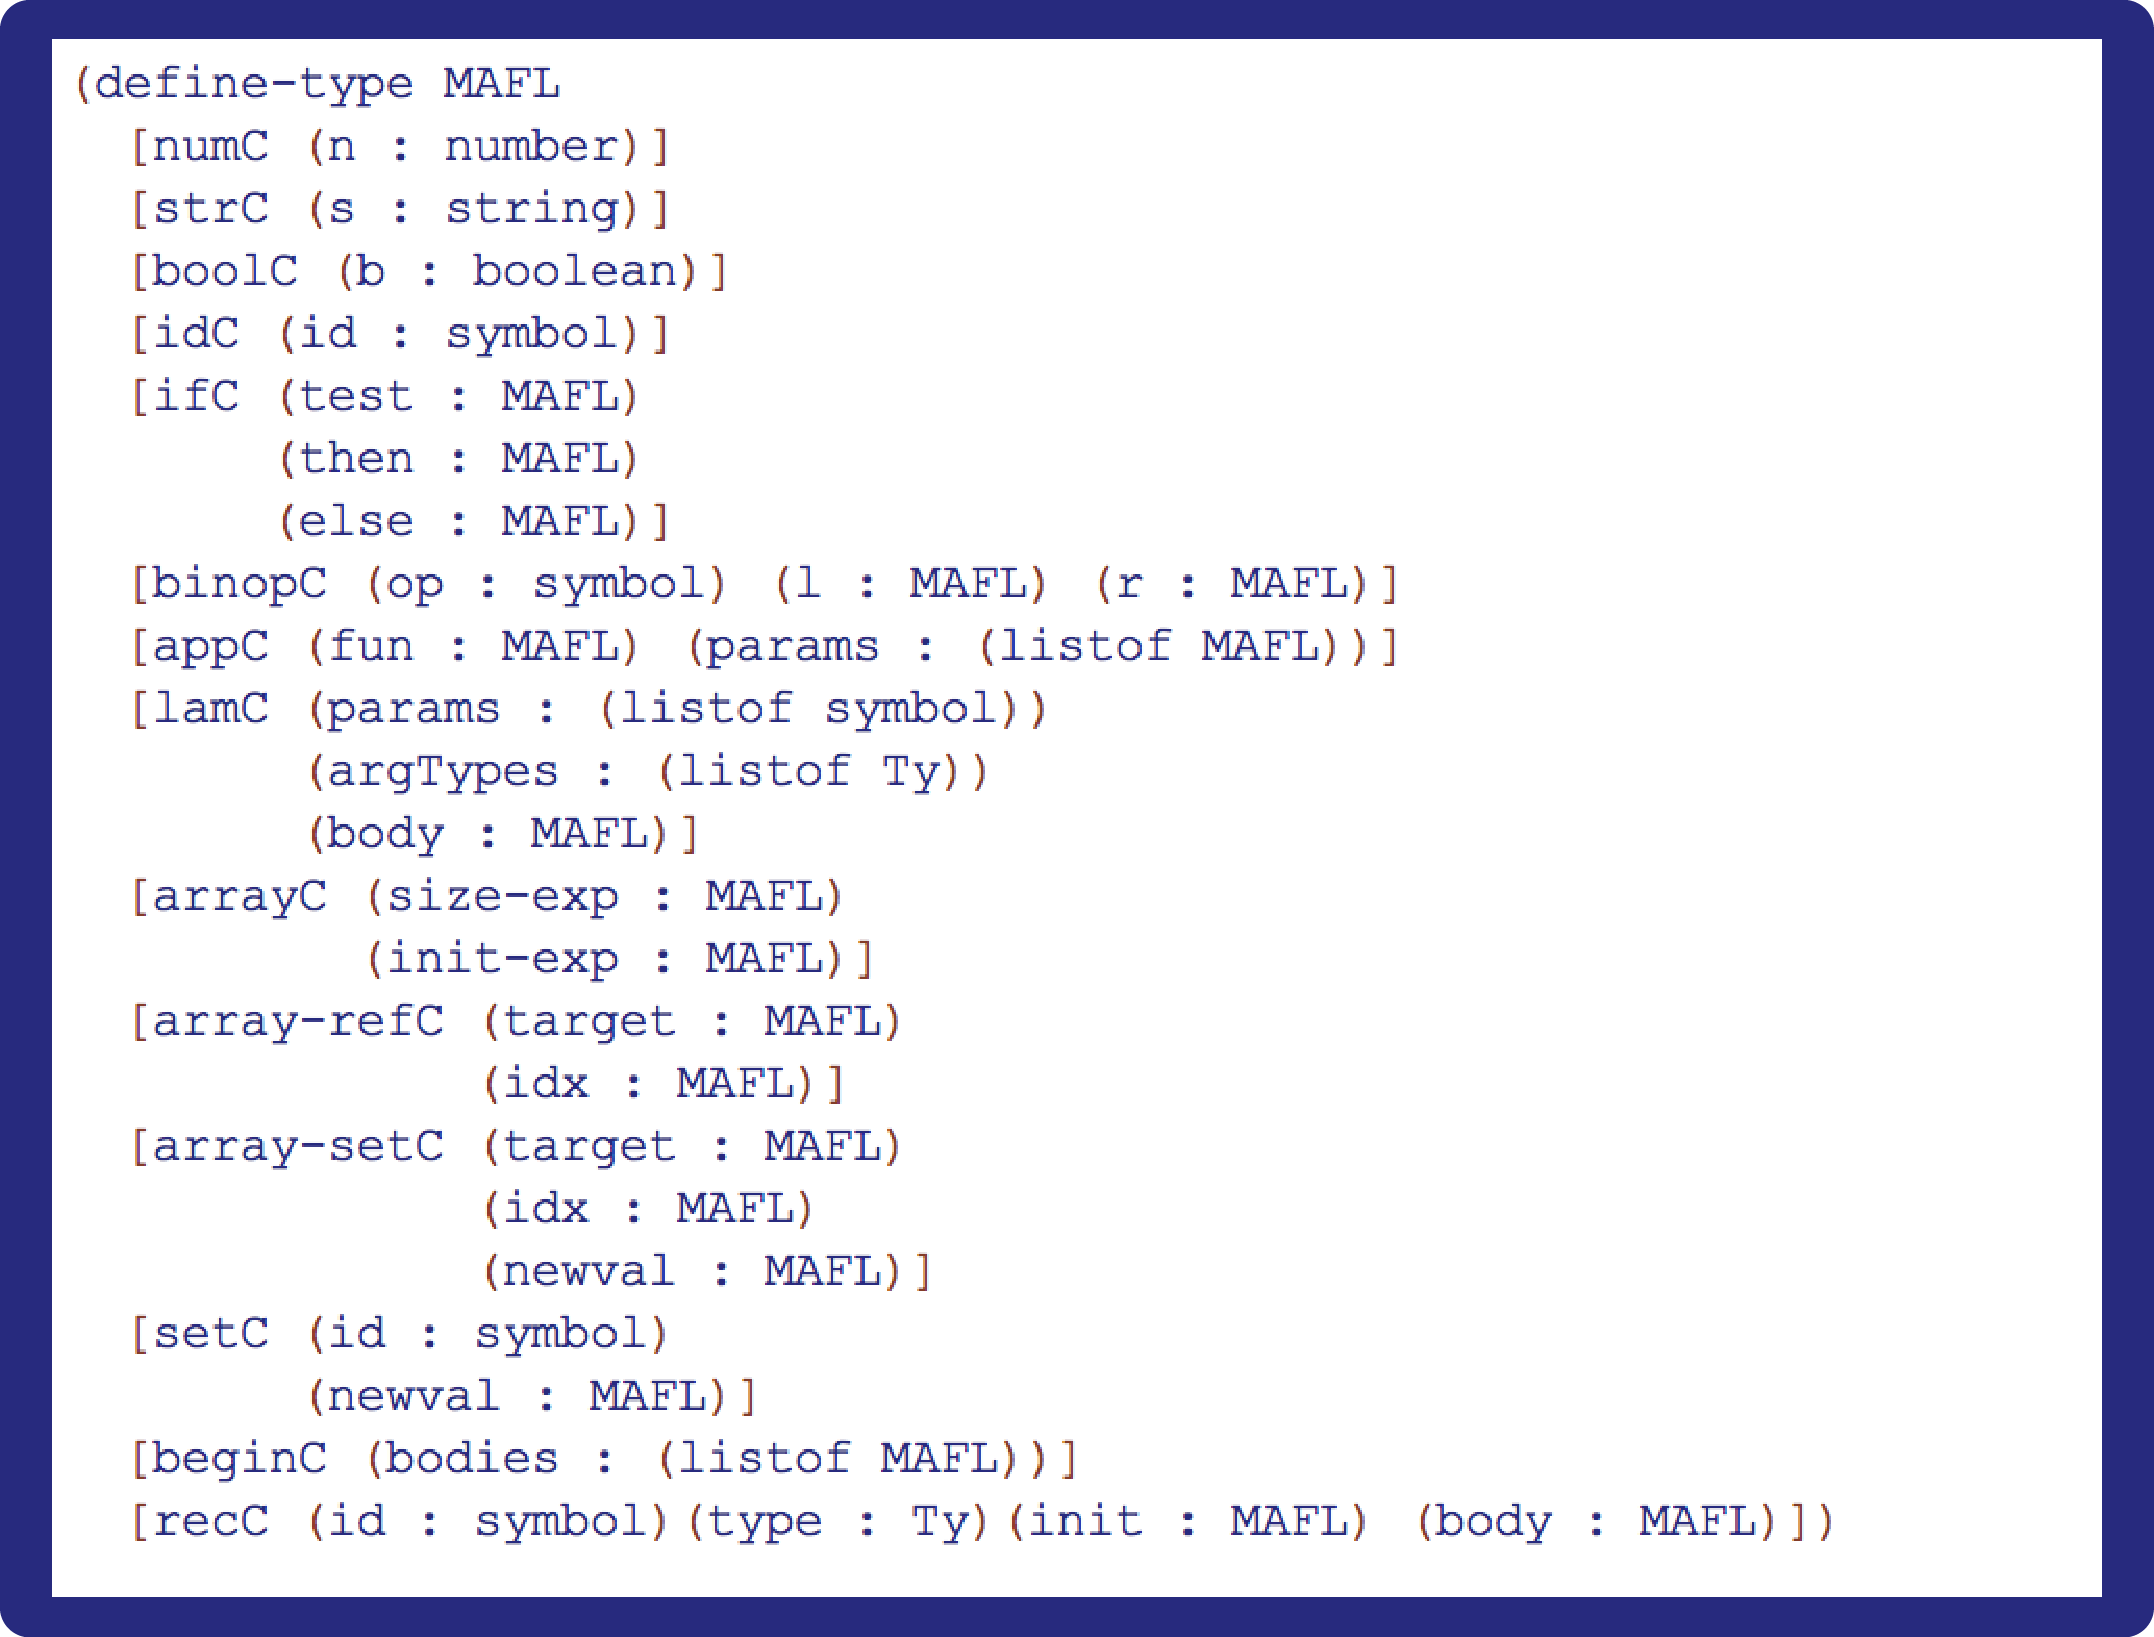 (define-type MAFL
  [numC (n : number)]
  [strC (s : string)]
  [boolC (b : boolean)]
  [idC (id : symbol)]
  [ifC (test : MAFL)
       (then : MAFL)
       (else : MAFL)]
  [binopC (op : symbol) (l : MAFL) (r : MAFL)]
  [appC (fun : MAFL) (params : (listof MAFL))]
  [lamC (params : (listof symbol))
        (argTypes : (listof Ty))
        (body : MAFL)]
  [arrayC (size-exp : MAFL)
          (init-exp : MAFL)]
  [array-refC (target : MAFL)
              (idx : MAFL)]
  [array-setC (target : MAFL)
              (idx : MAFL)
              (newval : MAFL)]
  [setC (id : symbol)
        (newval : MAFL)]
  [beginC (bodies : (listof MAFL))]
  [recC (id : symbol)(type : Ty)(init : MAFL) (body : MAFL)])